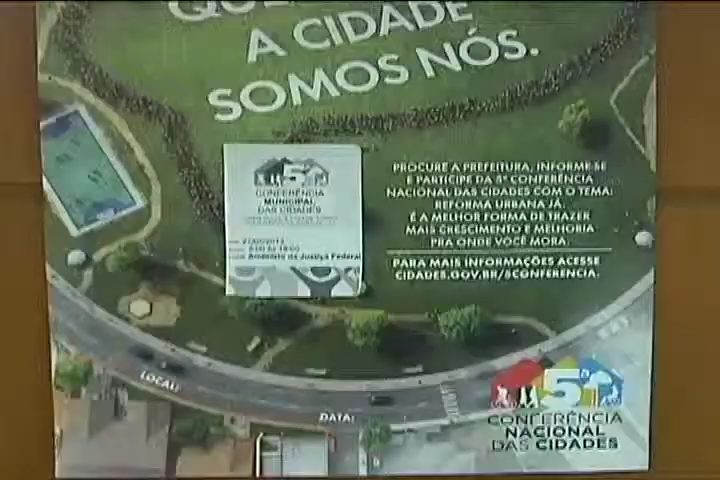 A CIDADE
SOMOS NÓS.
5ª
CONFERÊNCIA
MUNICIPAL
DAS CIDADES
Auditório da Justiça Federal
PROCURE A PREFEITURA, INFORME-SE
E PARTICIPE DA 5ª CONFERÊNCIA
NACIONAL DAS CIDADES COM O TEMA:
REFORMA URBANA JÁ.
É A MELHOR FORMA DE TRAZER
MAIS CRESCIMENTO E MELHORIA
PRA ONDE VOCÊ MORA.
PARA MAIS INFORMAÇÕES ACESSE
CIDADES.GOV.BR/5CONFERENCIA.
LOCAL:
DATA:
5ª
CONFERÊNCIA
NACIONAL
DAS CIDADES